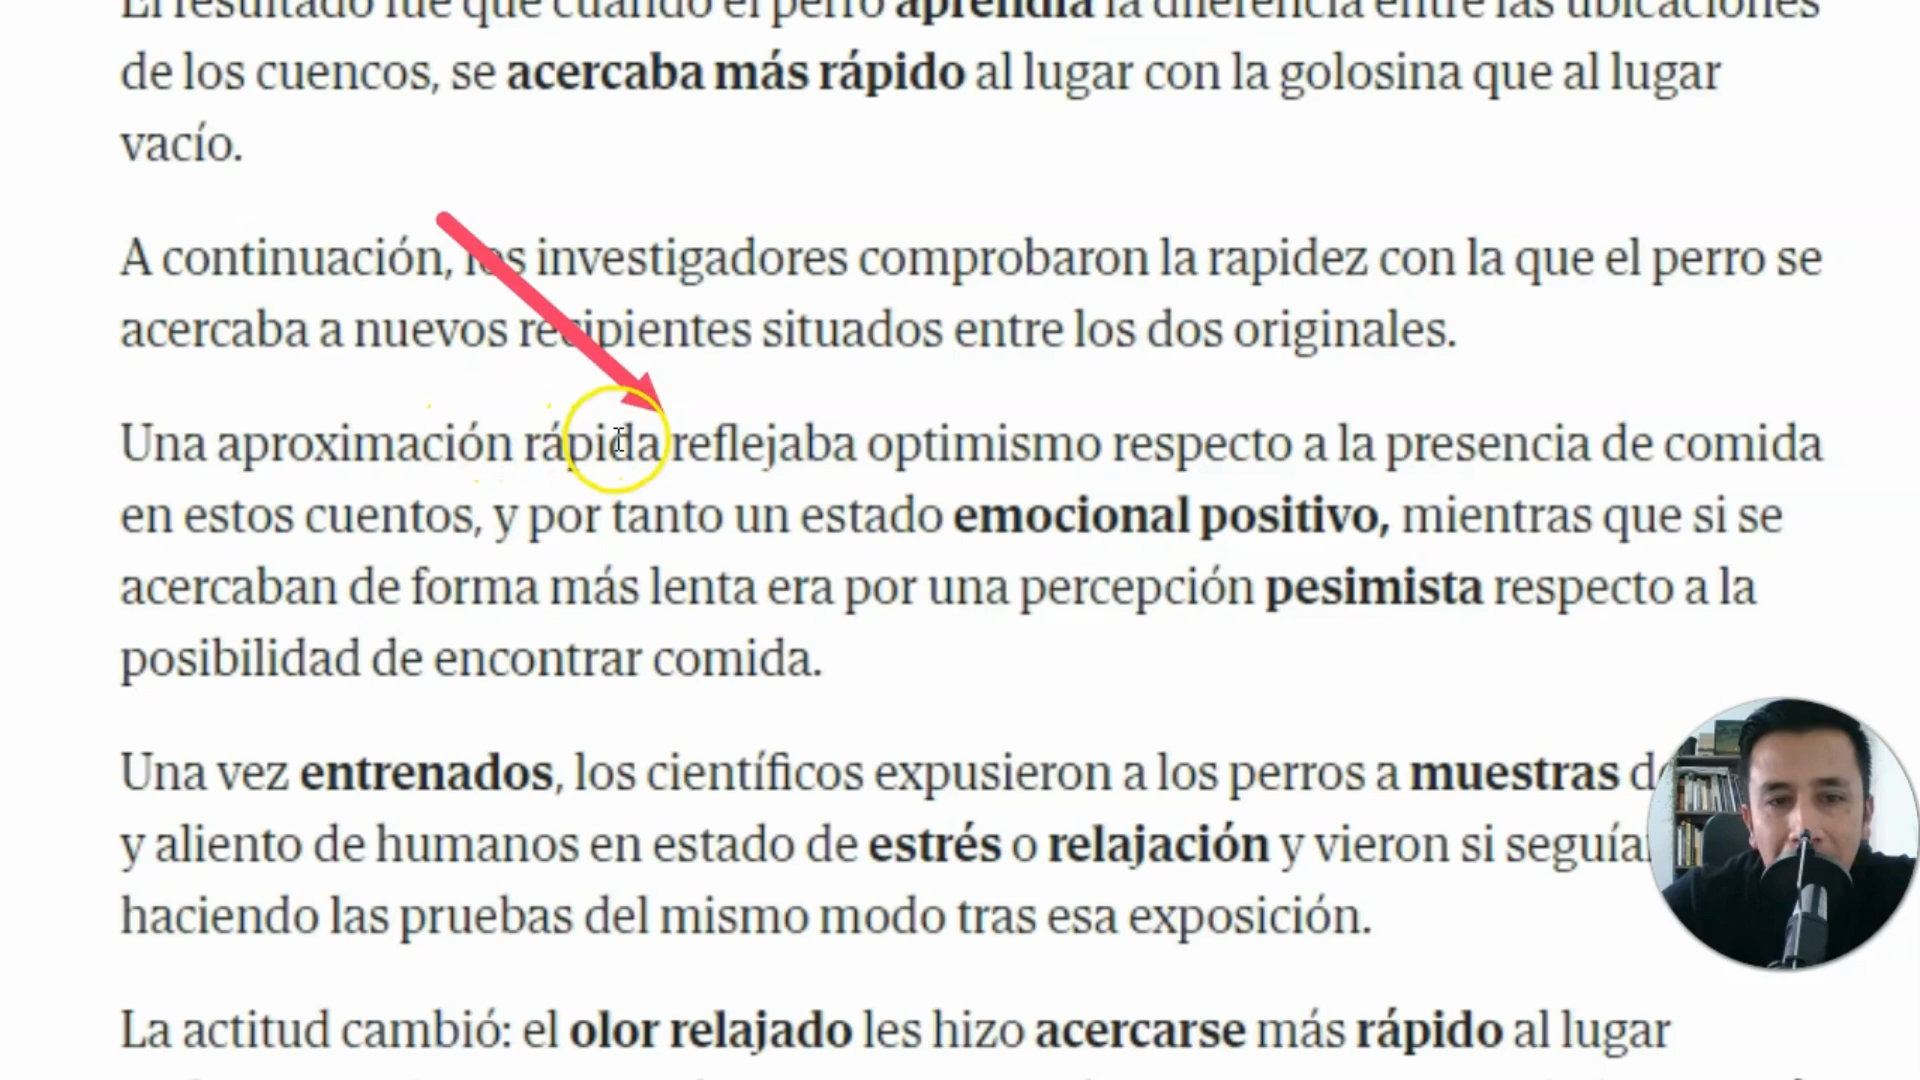 El resultado fue que cuando el perro aprendía la diferencia entre las ubicaciones
de los cuencos, se acercaba más rápido al lugar con la golosina que al lugar
vacío.
A continuación, los investigadores comprobaron la rapidez con la que el perro se
acercaba a nuevos recipientes situados entre los dos originales.
Una aproximación rápida reflejaba optimismo respecto a la presencia de comida
en estos cuentos, y por tanto un estado emocional positivo, mientras que si se
acercaban de forma más lenta era por una percepción pesimista respecto a la
posibilidad de encontrar comida.
Una vez entrenados, los científicos expusieron a los perros a muestras
y aliento de humanos en estado de estrés o relajación y vieron si
haciendo las pruebas del mismo modo tras esa exposición.
La actitud cambió: el olor relajado les hizo acercarse más rápido al lugar